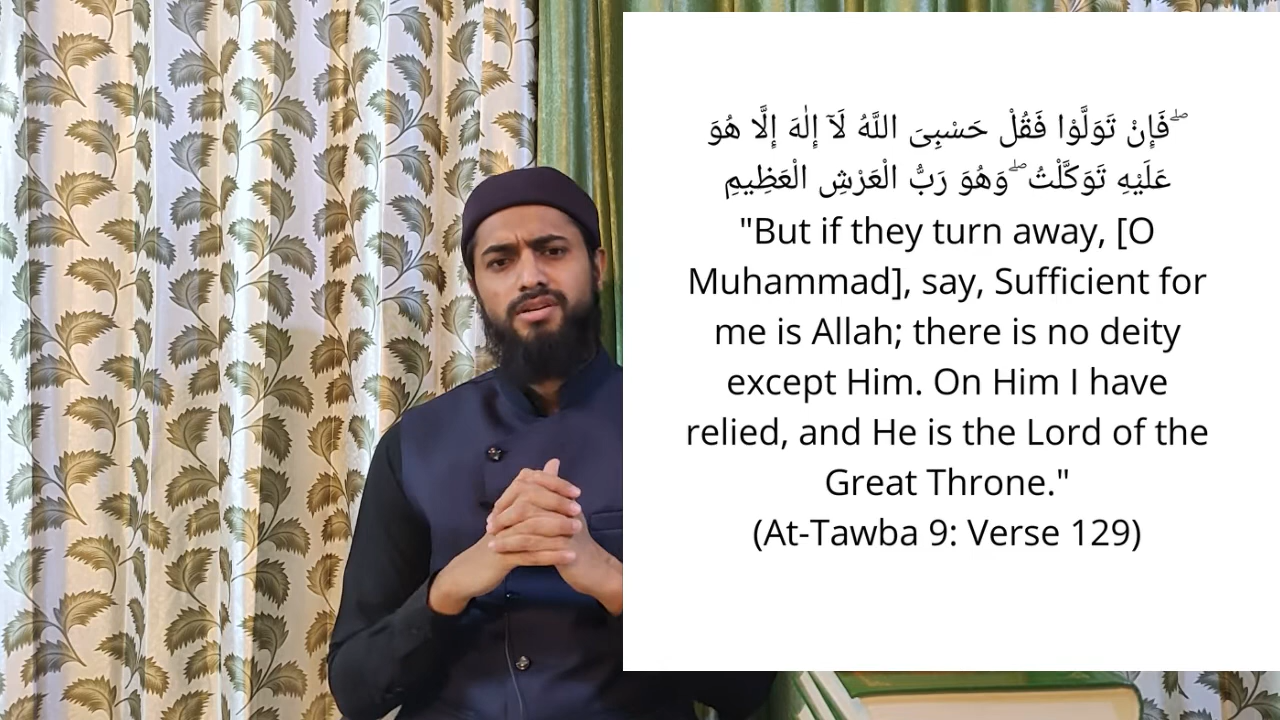 فَإِنْ تَوَلَّوْا فَقُلْ حَسْبِىَ اللَّهُ لَآ إِلٰهَ إِلَّا هُوَ ۖ
عَلَيْهِ تَوَكَّلْتُ ۖ وَهُوَ رَبُّ الْعَرْشِ الْعَظِيمِ
"But if they turn away, [O
Muhammad], say, Sufficient for
me is Allah; there is no deity
except Him. On Him I have
relied, and He is the Lord of the
Great Throne."
(At-Tawba 9: Verse 129)